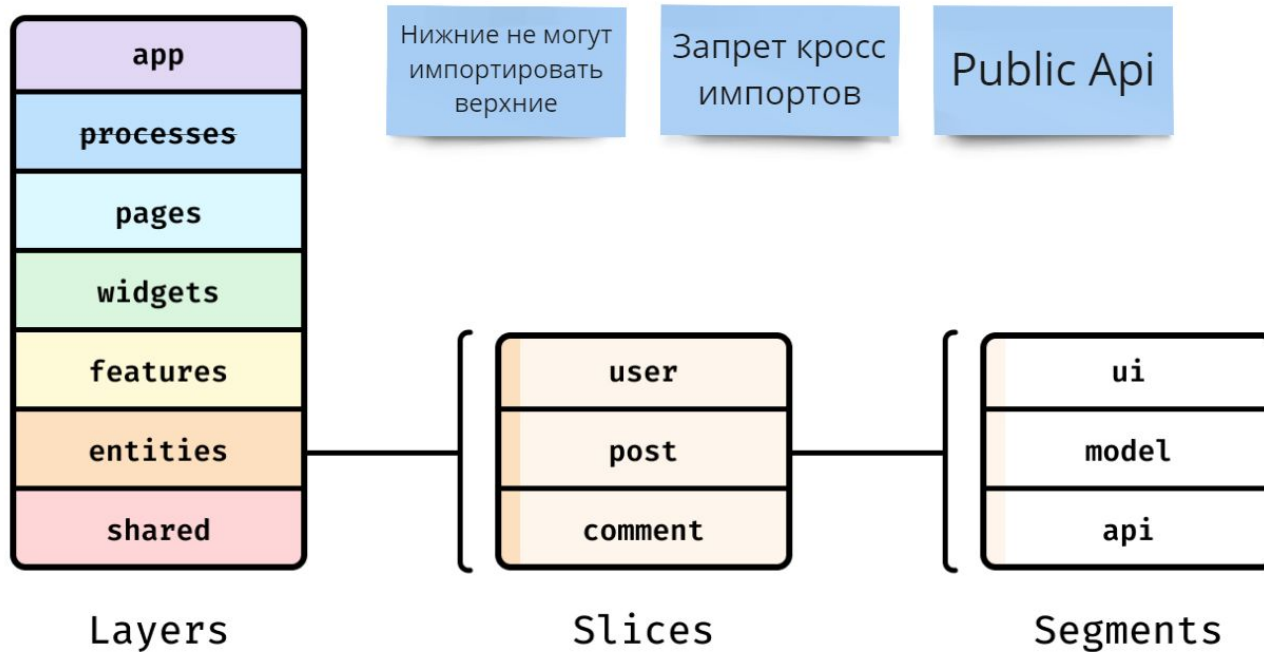 app
processes
pages
widgets
features
entities
shared
Layers
Нижние не могут
импортировать
верхние
Запрет кросс
импортов
Public Api
user
post
comment
Slices
ui
model
api
Segments